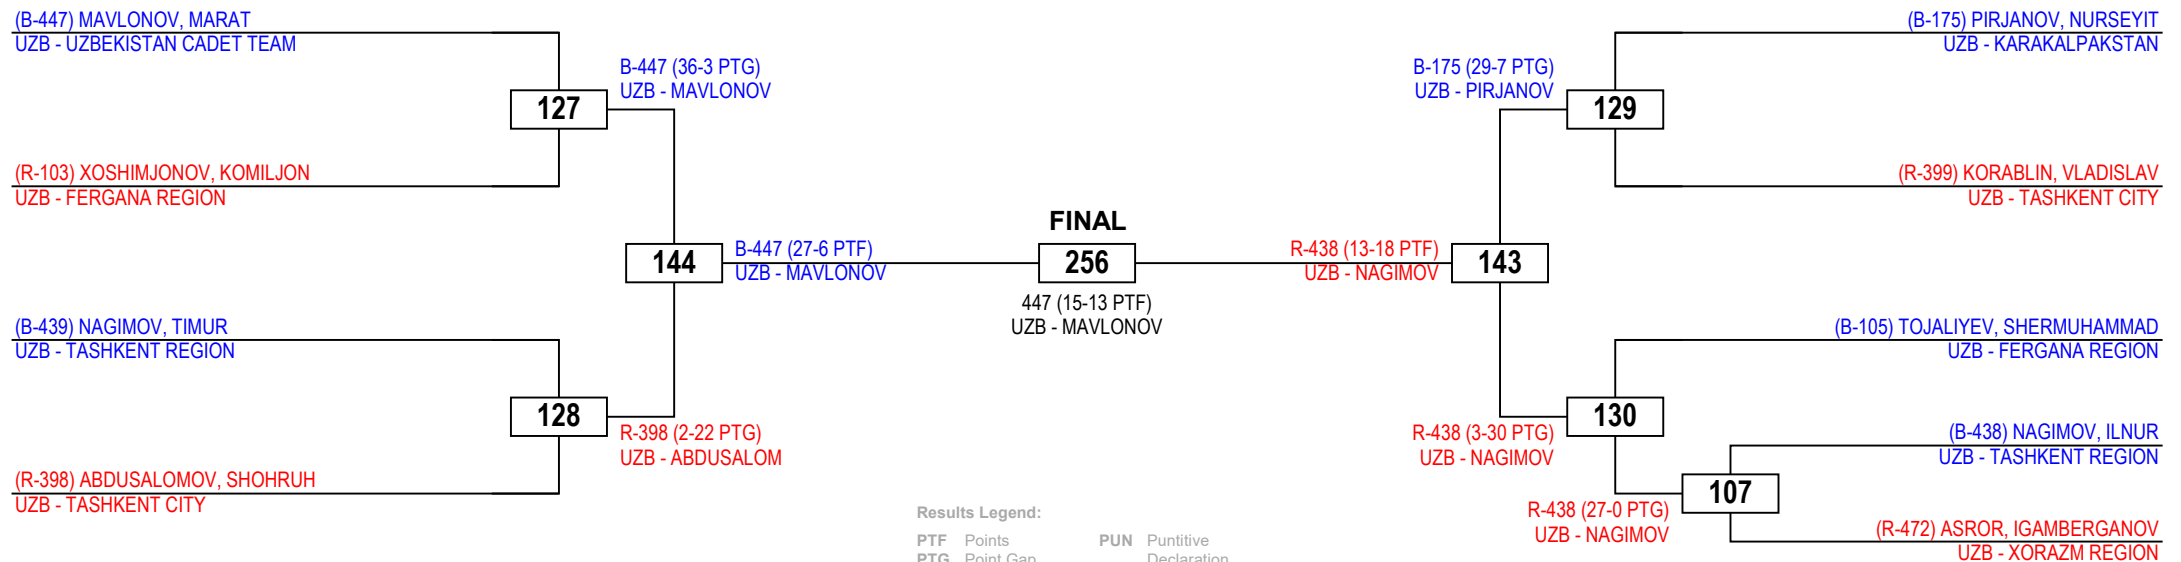 (B-447) MAVLONOV, MARAT
UZB - UZBEKISTAN CADET TEAM
B-447 (36-3 PTG)
UZB - MAVLONOV
127
(R-103) XOSHIMJONOV, KOMILJON
UZB - FERGANA REGION
144
B-447 (27-6 PTF)
UZB - MAVLONOV
(B-439) NAGIMOV, TIMUR
UZB - TASHKENT REGION
128
R-398 (2-22 PTG)
UZB - ABDUSALOM
(R-398) ABDUSALOMOV, SHOHRUH
UZB - TASHKENT CITY
FINAL
256
447 (15-13 PTF)
UZB - MAVLONOV
(B-175) PIRJANOV, NURSEYIT
UZB - KARAKALPAKSTAN
B-175 (29-7 PTG)
UZB - PIRJANOV
129
(R-399) KORABLIN, VLADISLAV
UZB - TASHKENT CITY
R-438 (13-18 PTF)
UZB - NAGIMOV
143
(B-105) TOJALIYEV, SHERMUHAMMAD
UZB - FERGANA REGION
130
R-438 (3-30 PTG)
UZB - NAGIMOV
(B-438) NAGIMOV, ILNUR
UZB - TASHKENT REGION
107
R-438 (27-0 PTG)
UZB - NAGIMOV
(R-472) ASROR, IGAMBERGANOV
UZB - XORAZM REGION
Results Legend:
PTF Points PUN Puntitive
PTG Point Gap Declaration